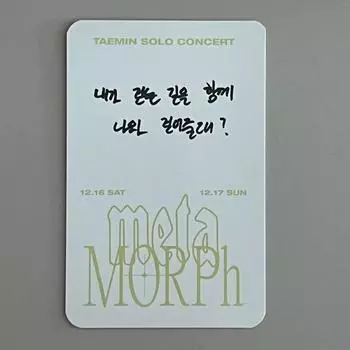 TAEMIN SOLO CONCERT
내가 걷는 길을 함께
나와 걸어줄래?
12.16 SAT 12.17 SUN
meta
MORPh